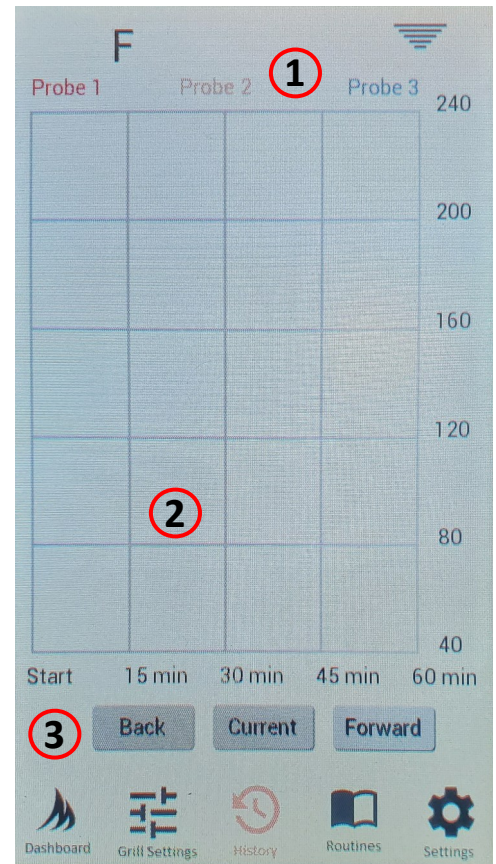 F
Probe 1 Probe 2 1 Probe 3
240
200
160
120
2
80
40
Start 15 min 30 min 45 min 60 min
3 Back Current Forward
Dashboard Grill Settings History Routines Settings